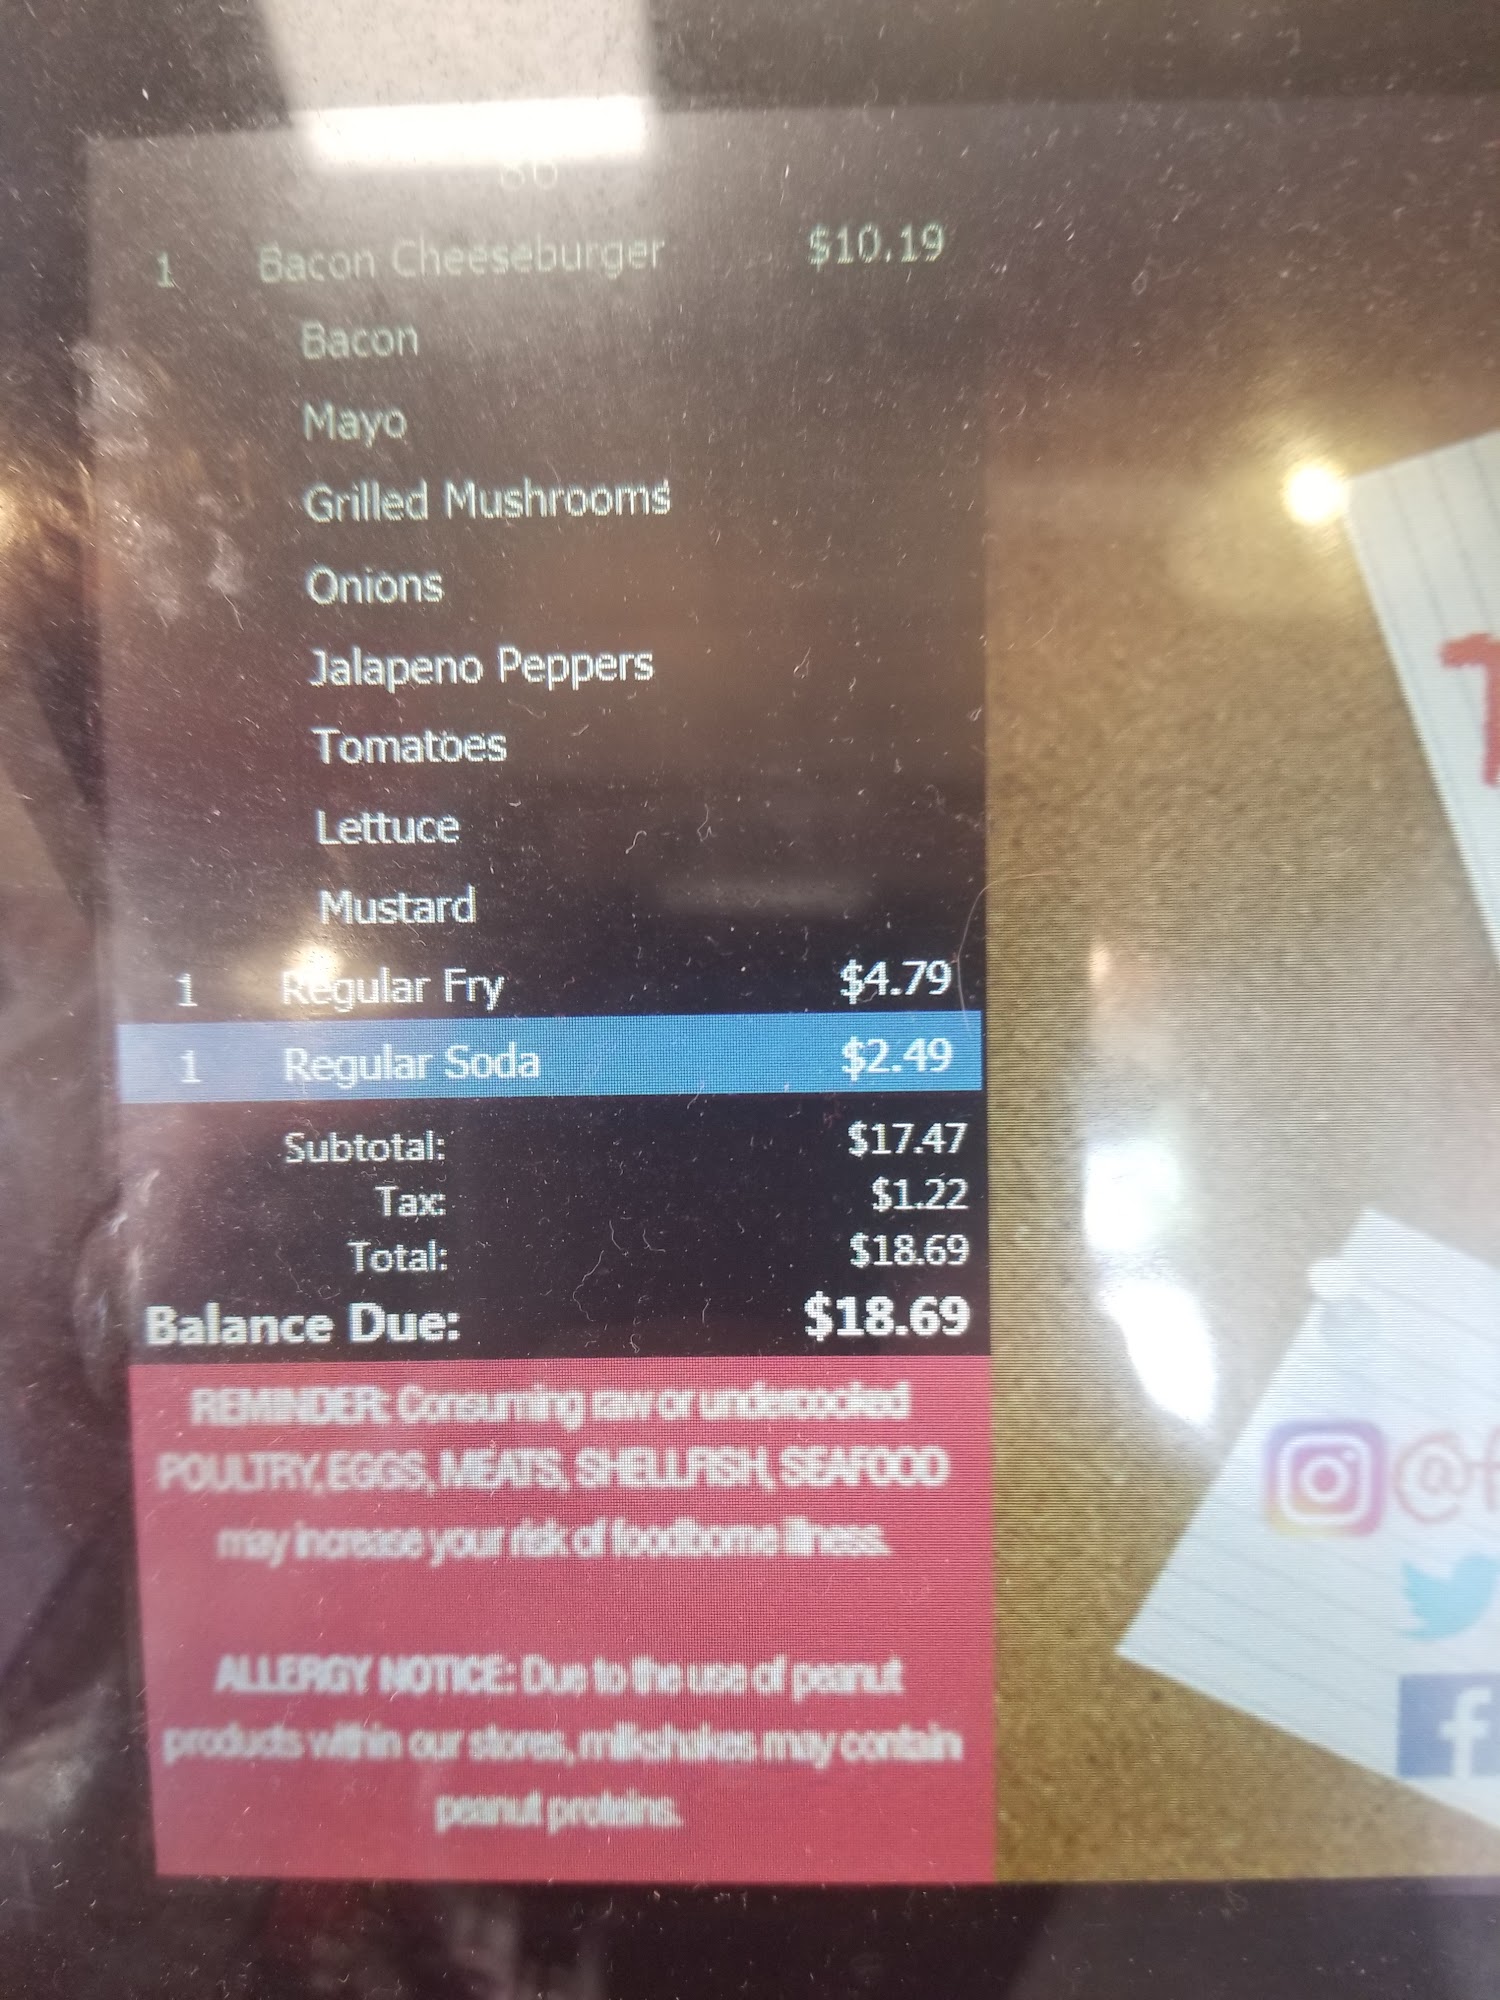 86
1 Bacon Cheeseburger $10.19
Bacon
Mayo
Grilled Mushrooms
Onions
Jalapeno Peppers
Tomatoes
Lettuce
Mustard
1 Regular Fry $4.79
1 Regular Soda $2.49
Subtotal: $17.47
Tax: $1.22
Total: $18.69
Balance Due: $18.69
REMINDER: Consuming raw or undercooked
POULTRY, EGGS, MEATS, SHELLFISH, SEAFOOD
may increase your risk of foodborne illness.
ALLERGY NOTICE: Due to the use of peanut
products within our stores, milkshakes may contain
peanut proteins.